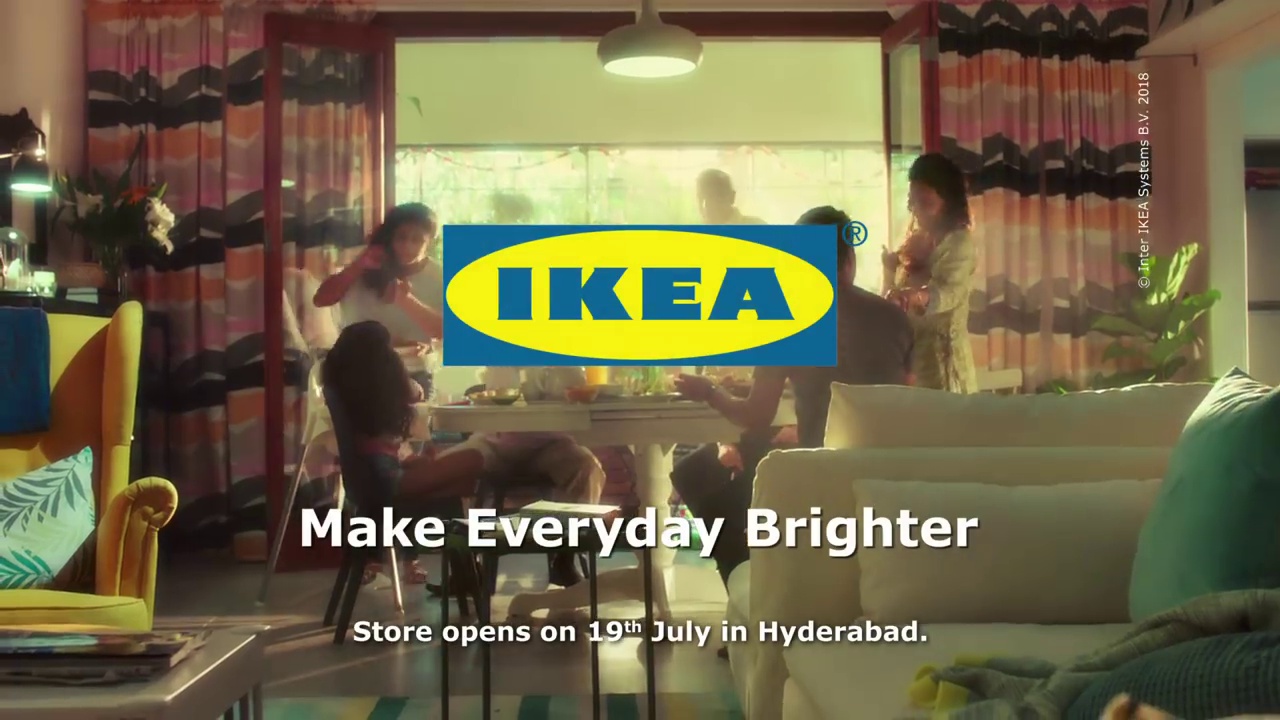 © Inter IKEA Systems B.V. 2018
IKEA®
Make Everyday Brighter
Store opens on 19th July in Hyderabad.